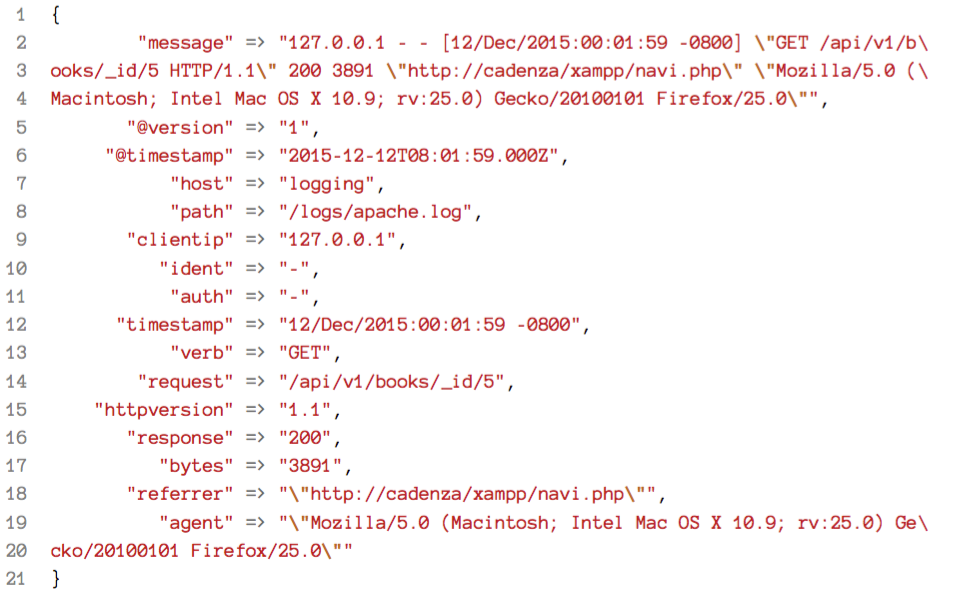 1 {
2 "message" => "127.0.0.1 - - [12/Dec/2015:00:01:59 -0800] \"GET /api/v1/b\
3 ooks/_id/5 HTTP/1.1\" 200 3891 \"http://cadenza/xampp/navi.php\" \"Mozilla/5.0 (\
4 Macintosh; Intel Mac OS X 10.9; rv:25.0) Gecko/20100101 Firefox/25.0\"",
5 "@version" => "1",
6 "@timestamp" => "2015-12-12T08:01:59.000Z",
7 "host" => "logging",
8 "path" => "/logs/apache.log",
9 "clientip" => "127.0.0.1",
10 "ident" => "-",
11 "auth" => "-",
12 "timestamp" => "12/Dec/2015:00:01:59 -0800",
13 "verb" => "GET",
14 "request" => "/api/v1/books/_id/5",
15 "httpversion" => "1.1",
16 "response" => "200",
17 "bytes" => "3891",
18 "referrer" => "\"http://cadenza/xampp/navi.php\"",
19 "agent" => "\"Mozilla/5.0 (Macintosh; Intel Mac OS X 10.9; rv:25.0) Ge\
20 cko/20100101 Firefox/25.0\""
21 }